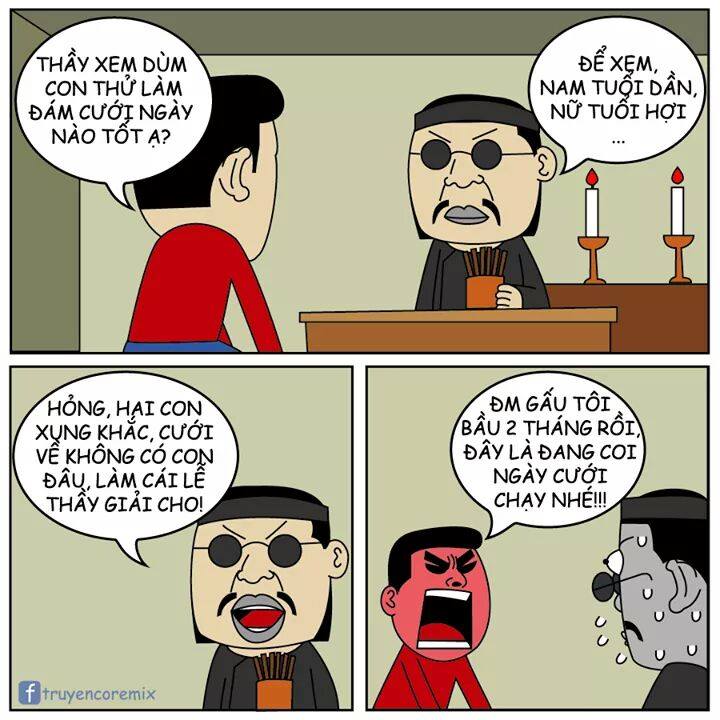 THẦY XEM DÙM
CON THỬ LÀM
ĐÁM CƯỚI NGÀY
NÀO TỐT Ạ?
ĐỂ XEM,
NAM TUỔI DẦN,
NỮ TUỔI HỢI
...
HỎNG, HAI CON
XUNG KHẮC, CƯỚI
VỀ KHÔNG CÓ CON
ĐÂU, LÀM CÁI LỄ
THẦY GIẢI CHO!
ĐM GẤU TÔI
BẦU 2 THÁNG RỒI,
ĐÂY LÀ ĐANG COI
NGÀY CƯỚI
CHẠY NHÉ!!!
f truyencoremix